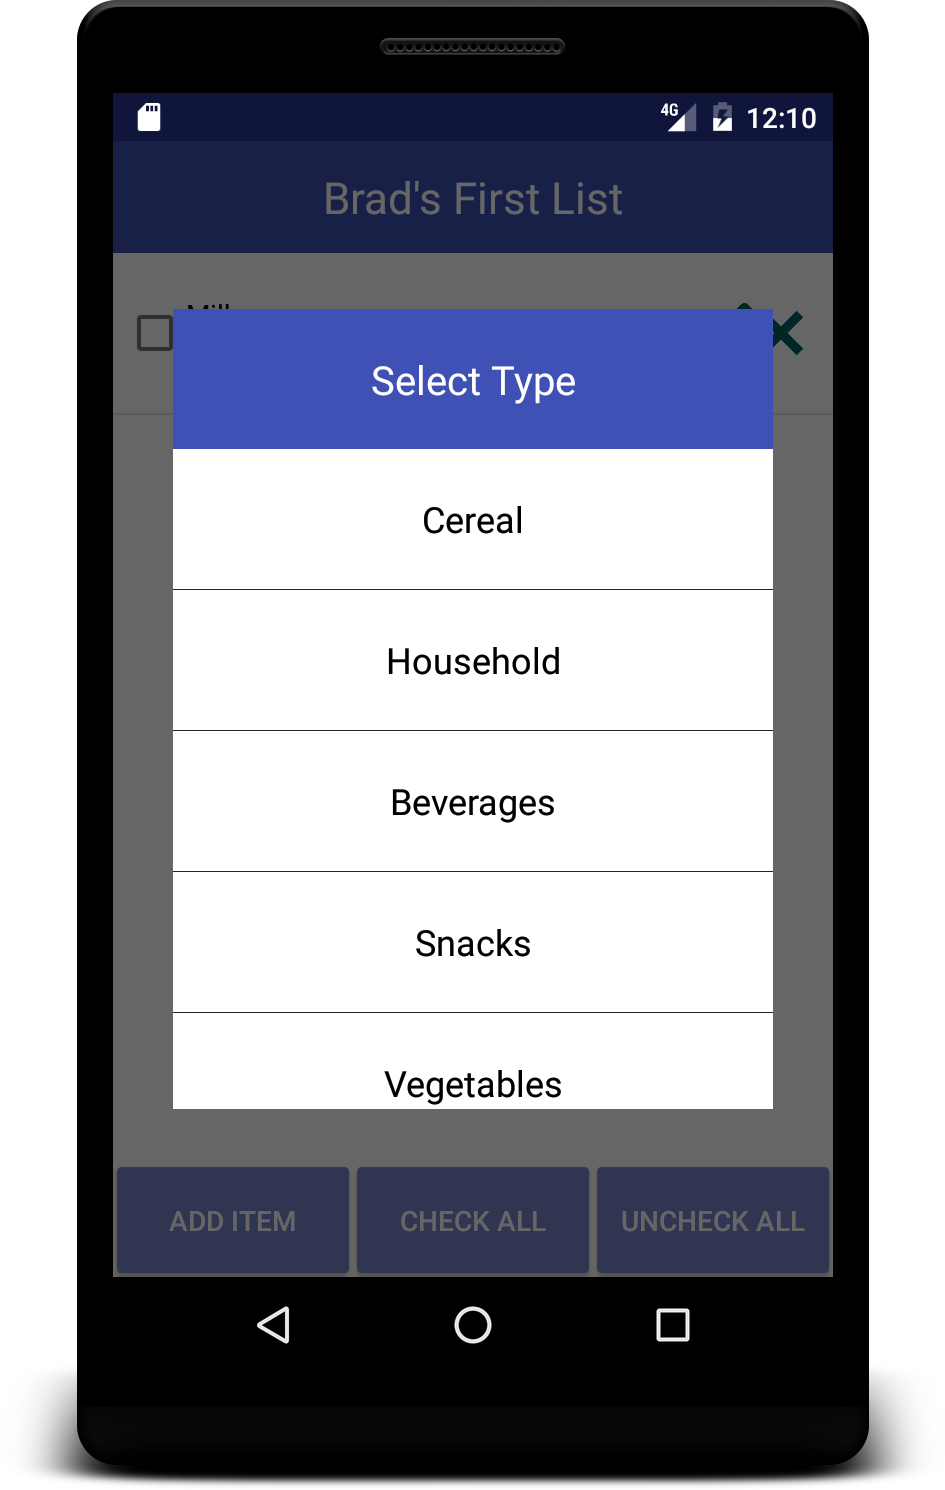 4G 12:10
Brad's First List
Select Type
Cereal
Household
Beverages
Snacks
Vegetables
ADD ITEM CHECK ALL UNCHECK ALL